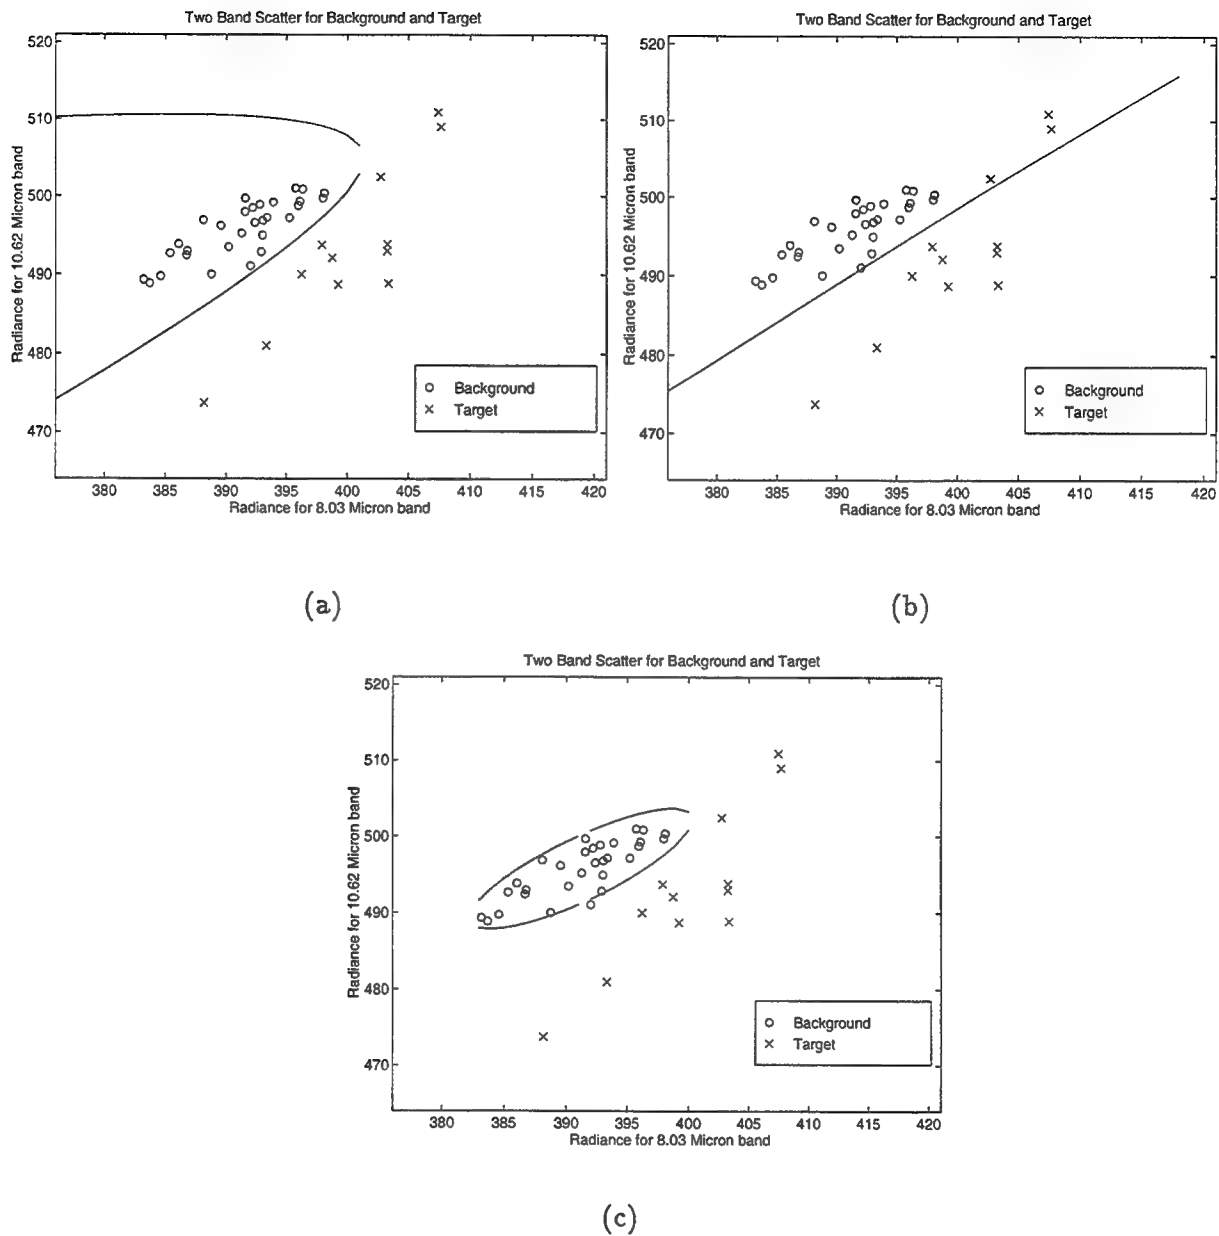 Two Band Scatter for Background and Target
520
510
500
490
480
470
Radiance for 10.62 Micron band
Background
Target
380 385 390 395 400 405 410 415 420
Radiance for 8.03 Micron band
(a)
Two Band Scatter for Background and Target
520
510
500
490
480
470
Radiance for 10.62 Micron band
Background
Target
380 385 390 395 400 405 410 415 420
Radiance for 8.03 Micron band
(b)
Two Band Scatter for Background and Target
520
510
500
490
480
470
Radiance for 10.62 Micron band
Background
Target
380 385 390 395 400 405 410 415 420
Radiance for 8.03 Micron band
(c)